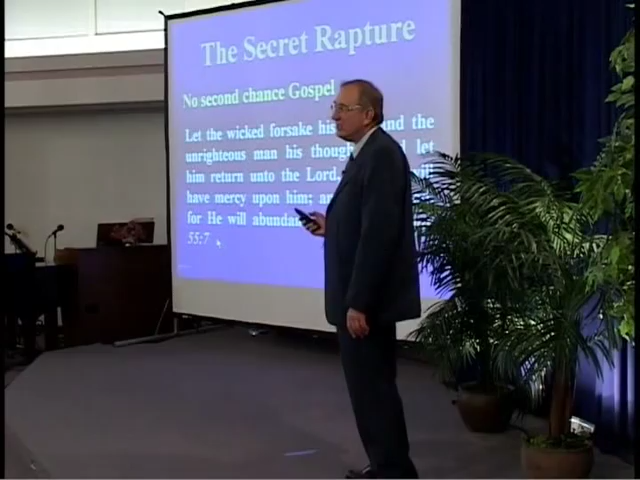 The Secret Rapture
No second chance Gospel
Let the wicked forsake his and the
unrighteous man his though let
him return unto the Lord,
have mercy upon him;
for He will abundan
55:7